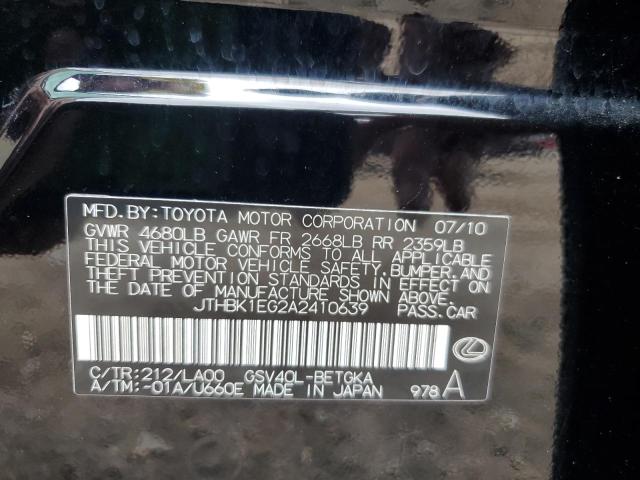 MFD. BY: TOYOTA MOTOR CORPORATION 07/10
GVWR 4680LB GAWR FR 2668LB RR 2359LB
THIS VEHICLE CONFORMS TO ALL APPLICABLE
FEDERAL MOTOR VEHICLE SAFETY, BUMPER, AND
THEFT PREVENTION STANDARDS IN EFFECT ON
THE DATE OF MANUFACTURE SHOWN ABOVE.
JTHBK1EG2A2410639 PASS. CAR
C/TR: 212/LA00 GSV40L-BETGKA
A/TM: -01A/U660E MADE IN JAPAN 978 A